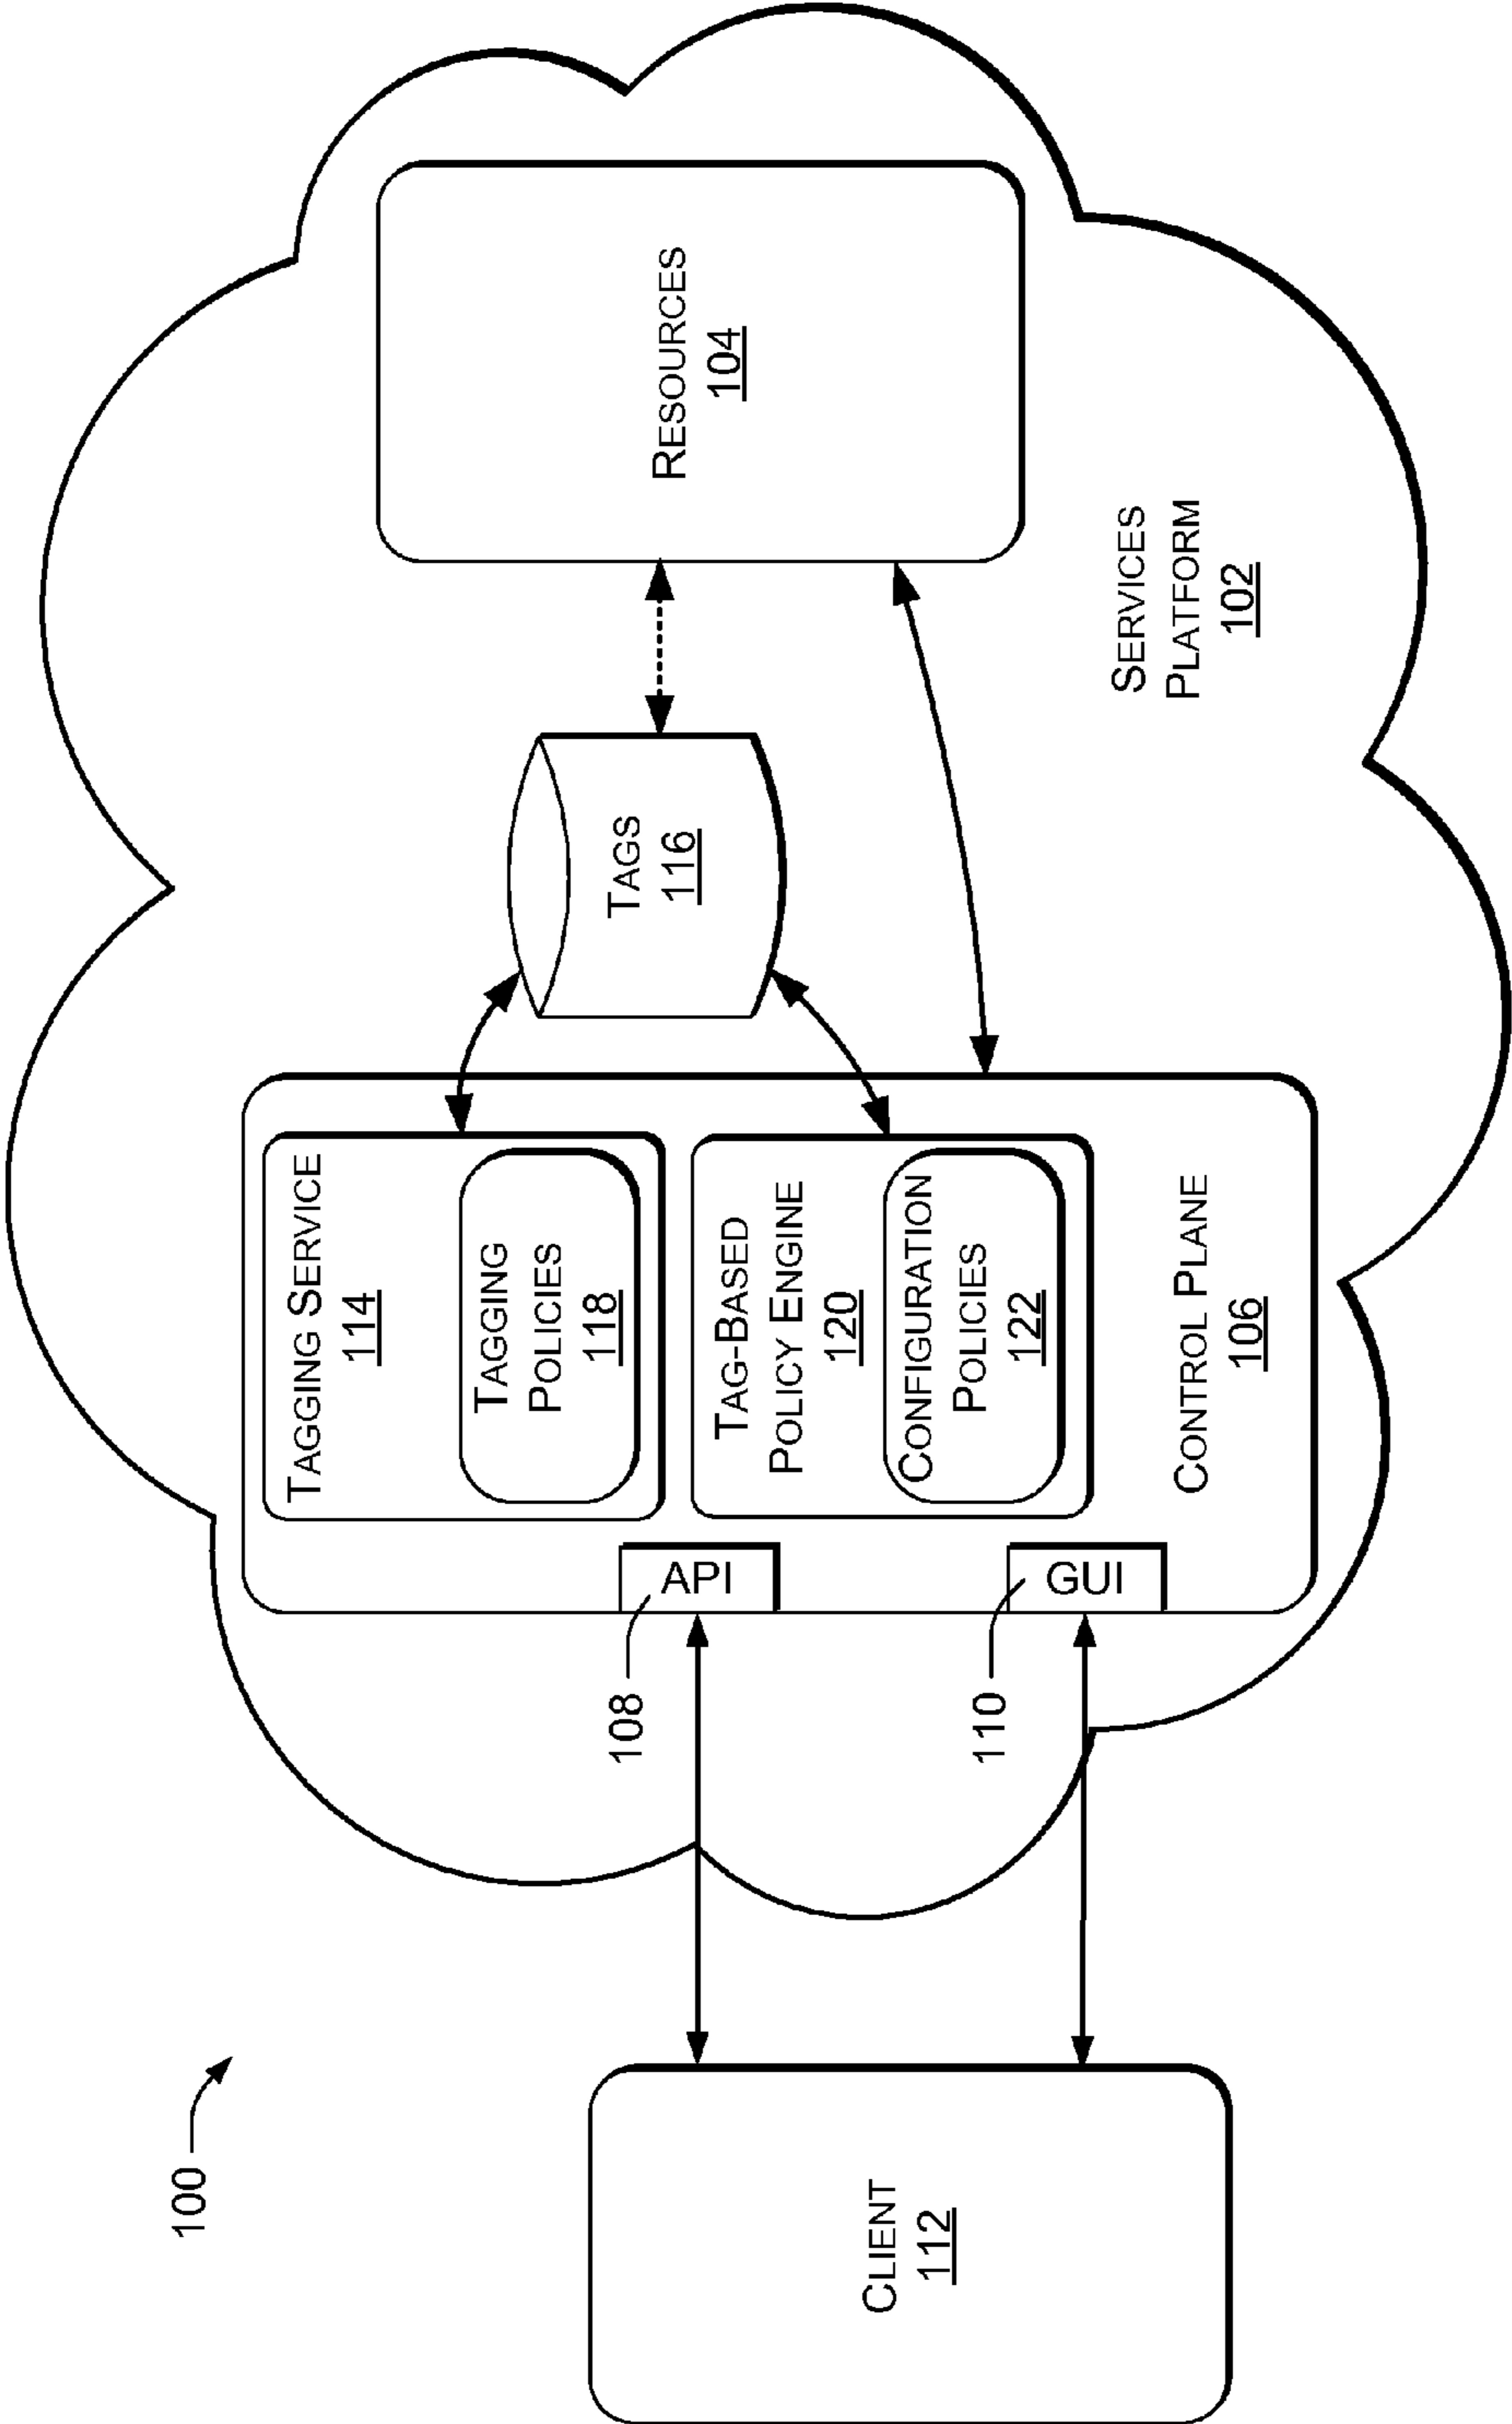 100
CLIENT
112
108
110
API
GUI
TAGGING SERVICE
114
TAGGING
POLICIES
118
TAG-BASED
POLICY ENGINE
120
CONFIGURATION
POLICIES
122
CONTROL PLANE
106
TAGS
116
RESOURCES
104
SERVICES
PLATFORM
102